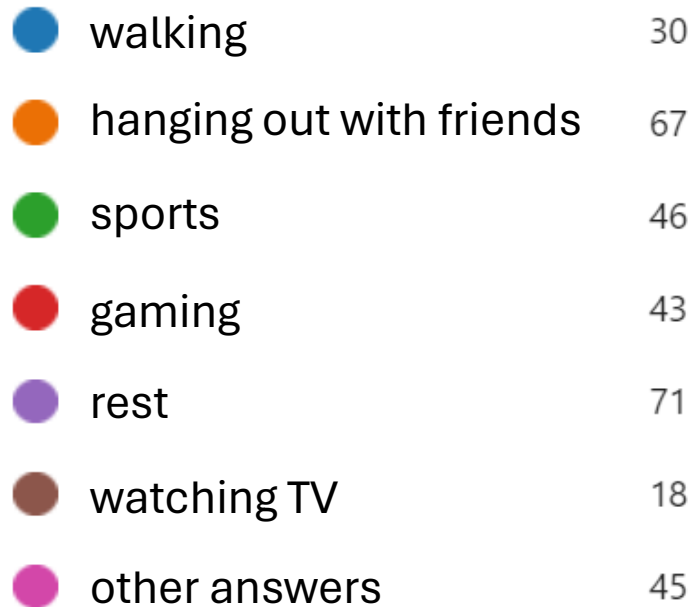 walking 30
hanging out with friends 67
sports 46
gaming 43
rest 71
watching TV 18
other answers 45